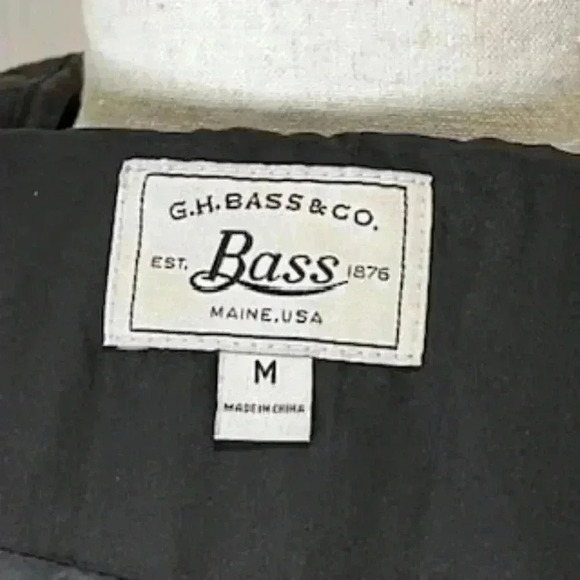 G.H. BASS & CO.
EST. Bass 1876
MAINE, USA
M
MADE IN CHINA